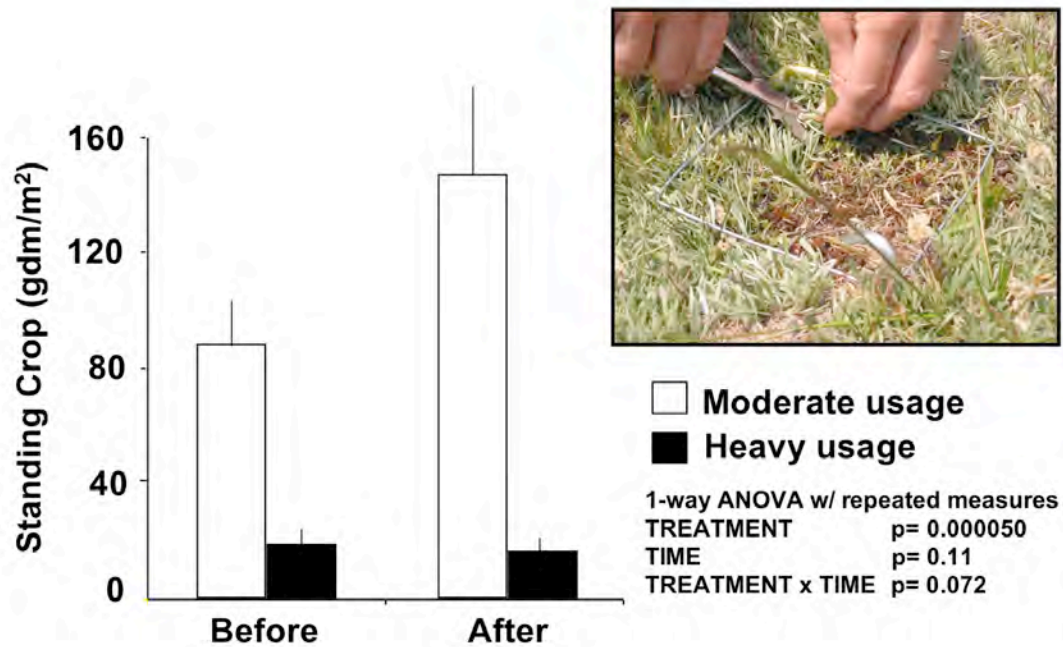 Standing Crop (gdm/m²)
160
120
80
40
0
Before After
Moderate usage
Heavy usage
1-way ANOVA w/ repeated measures
TREATMENT p= 0.000050
TIME p= 0.11
TREATMENT x TIME p= 0.072